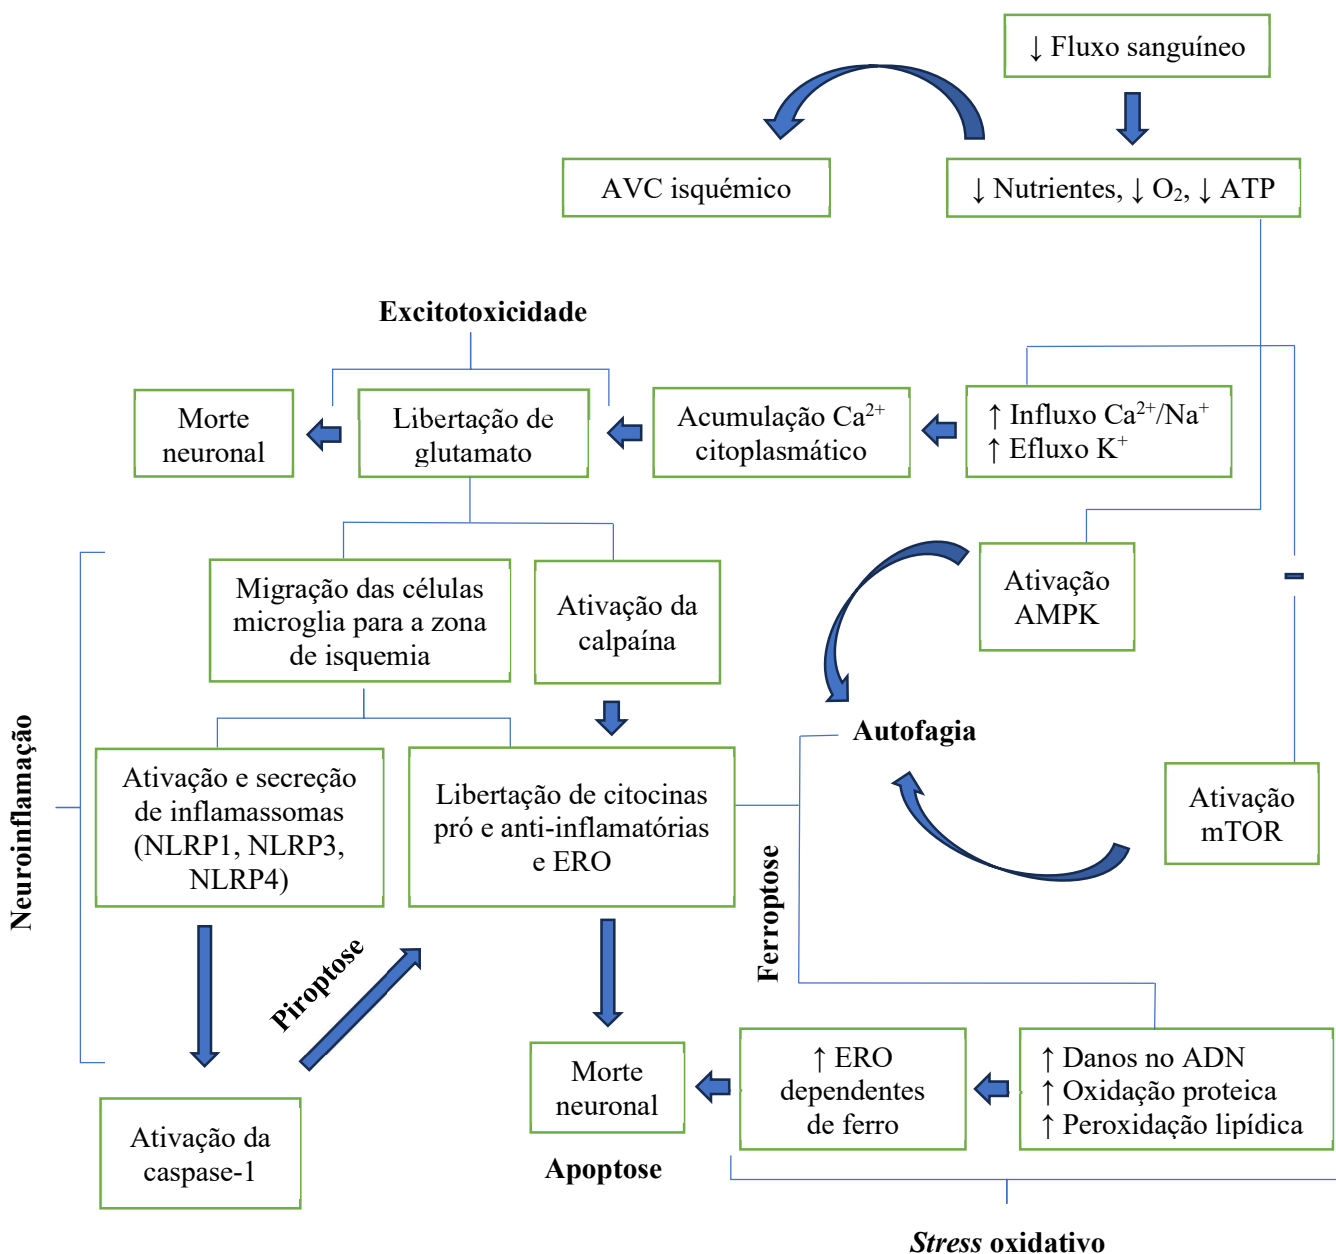 ↓ Fluxo sanguíneo
AVC isquémico
↓ Nutrientes, ↓ O₂, ↓ ATP
Excitotoxicidade
Morte
neuronal
Libertação de
glutamato
Acumulação Ca²⁺
citoplasmático
↑ Influxo Ca²⁺/Na⁺
↑ Efluxo K⁺
Migração das células
microglia para a zona
de isquemia
Ativação da
calpaína
Ativação
AMPK
Neuroinflamação
Autofagia
Ativação e secreção
de inflamassomas
(NLRP1, NLRP3,
NLRP4)
Libertação de citocinas
pró e anti-inflamatórias
e ERO
Ativação
mTOR
Ferroptose
Piroptose
Ativação da
caspase-1
Morte
neuronal
Apoptose
↑ ERO
dependentes
de ferro
↑ Danos no ADN
↑ Oxidação proteica
↑ Peroxidação lipídica
Stress oxidativo